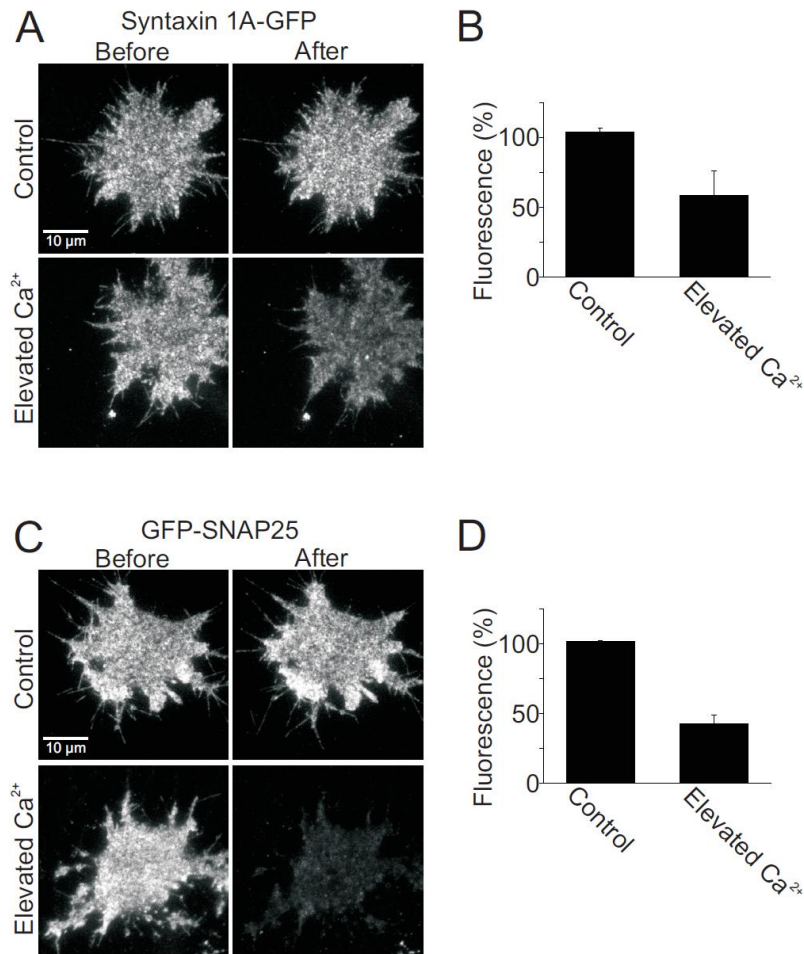 A
Syntaxin 1A-GFP
Before
After
Control
10 µm
Elevated Ca²⁺
B
Fluorescence (%)
100
50
0
Control
Elevated Ca²⁺
C
GFP-SNAP25
Before
After
Control
10 µm
Elevated Ca²⁺
D
Fluorescence (%)
100
50
0
Control
Elevated Ca²⁺